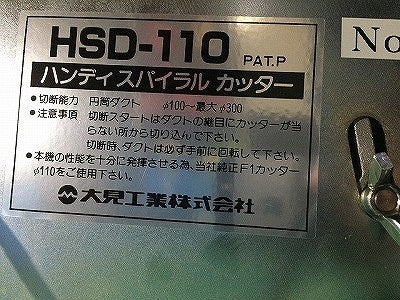 HSD-110 PAT.P
No
ハンディスパイラル カッター
●切断能力 円筒ダクト φ100〜最大φ300
●注意事項 切断スタートはダクトの継目にカッターが当
らない所から切り込んで下さい。
切断時、ダクトは必ず手前に回転して下さい。
●本機の性能を十分に発揮させる為、当社純正F1カッター
φ110をご使用下さい。
大見工業株式会社